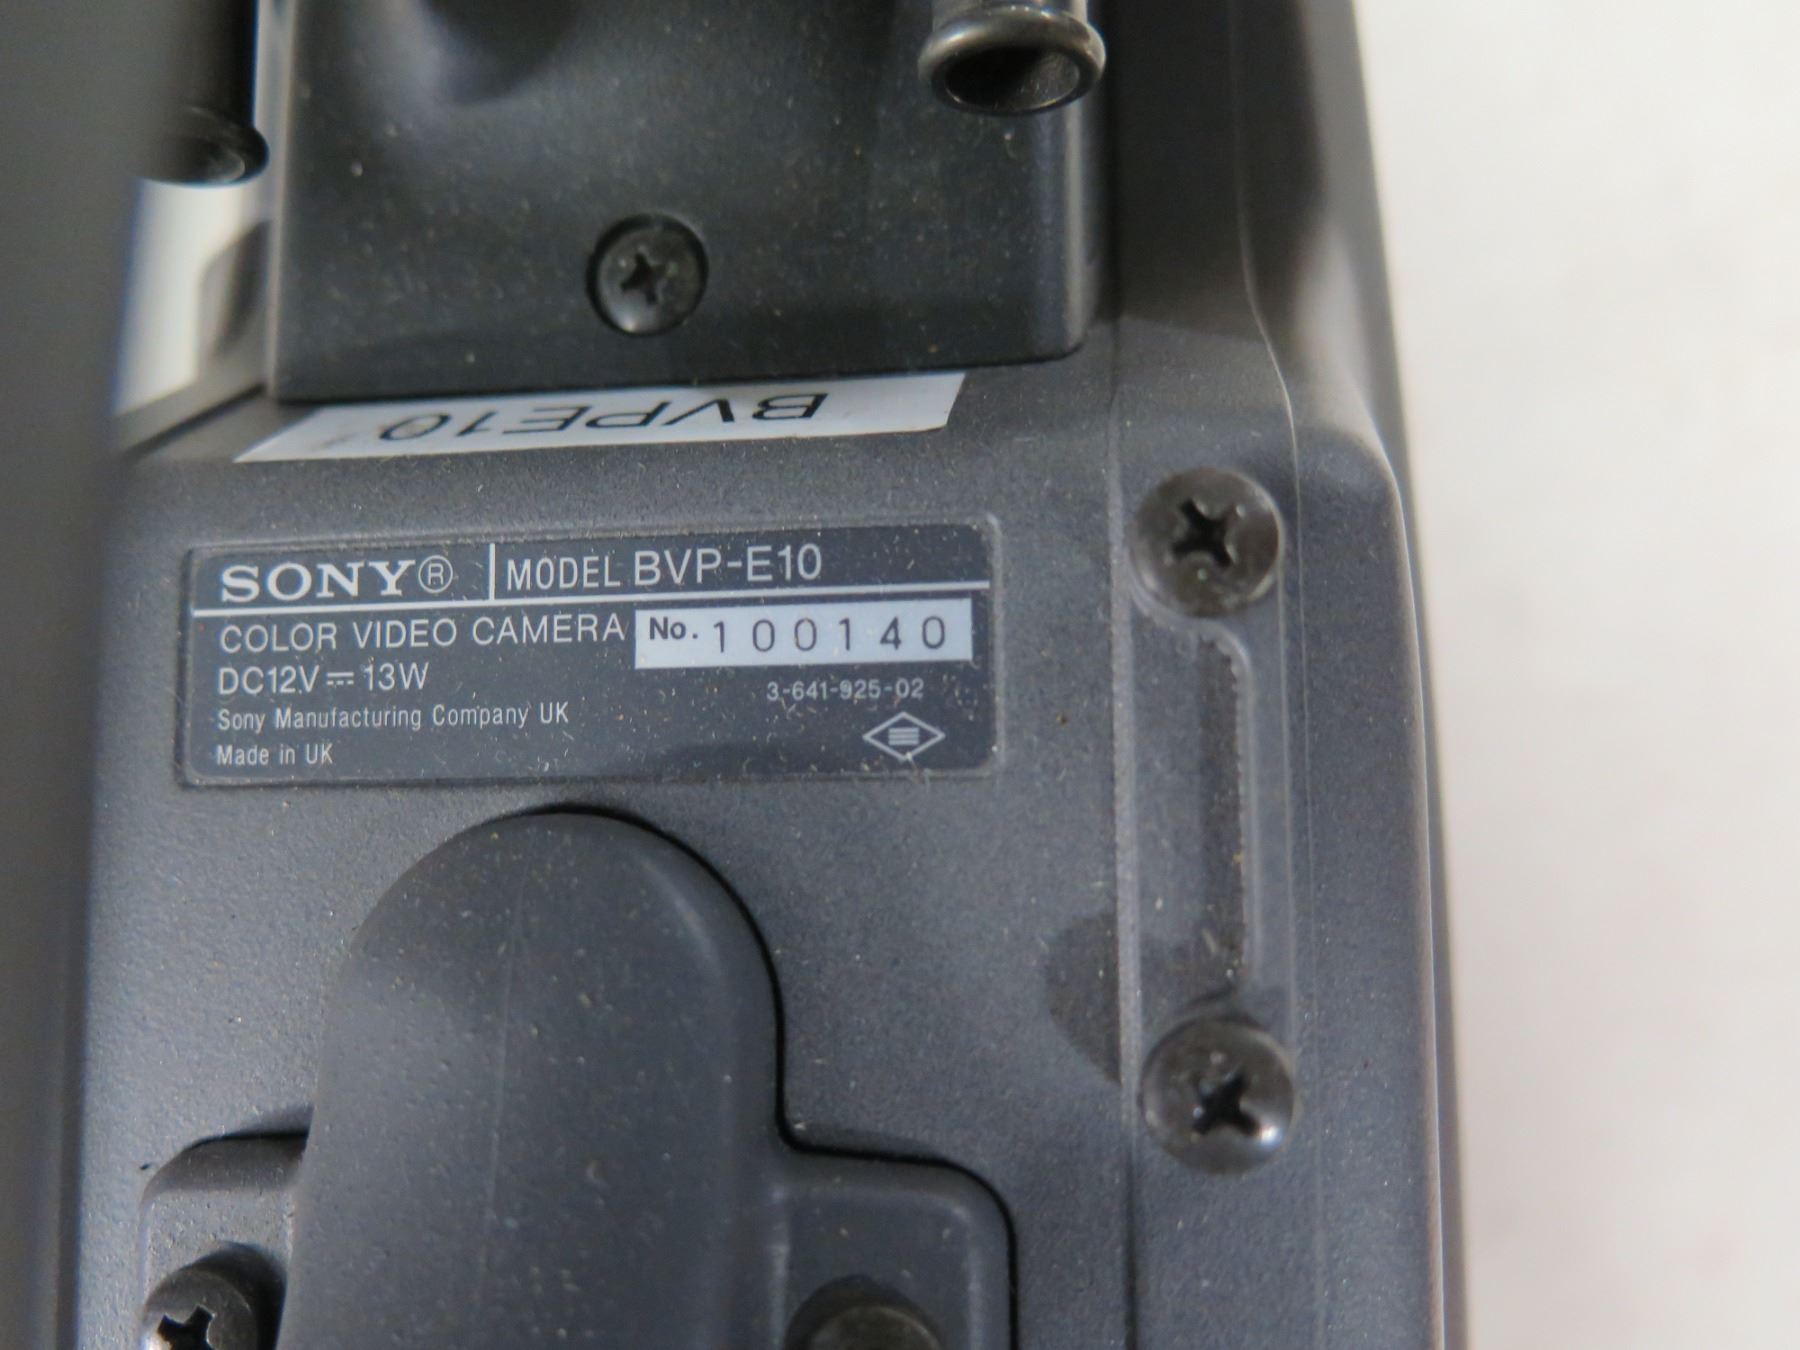 BVPE10
SONY® MODEL BVP-E10
COLOR VIDEO CAMERA No. 100140
DC12V ⎓ 13W
3-641-925-02
Sony Manufacturing Company UK
Made in UK